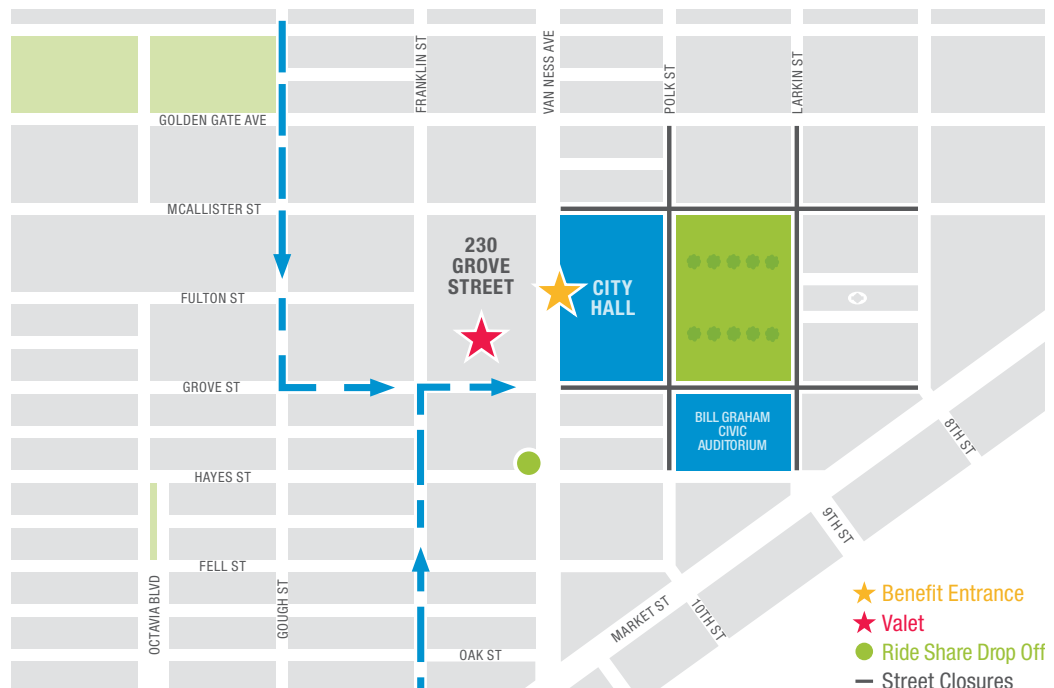 FRANKLIN ST
VAN NESS AVE
POLK ST
LARKIN ST
GOLDEN GATE AVE
MCALLISTER ST
230
GROVE
STREET
CITY
HALL
FULTON ST
GROVE ST
BILL GRAHAM
CIVIC
AUDITORIUM
8TH ST
HAYES ST
9TH ST
FELL ST
OCTAVIA BLVD
GOUGH ST
MARKET ST
10TH ST
OAK ST
Benefit Entrance
Valet
Ride Share Drop Off
Street Closures